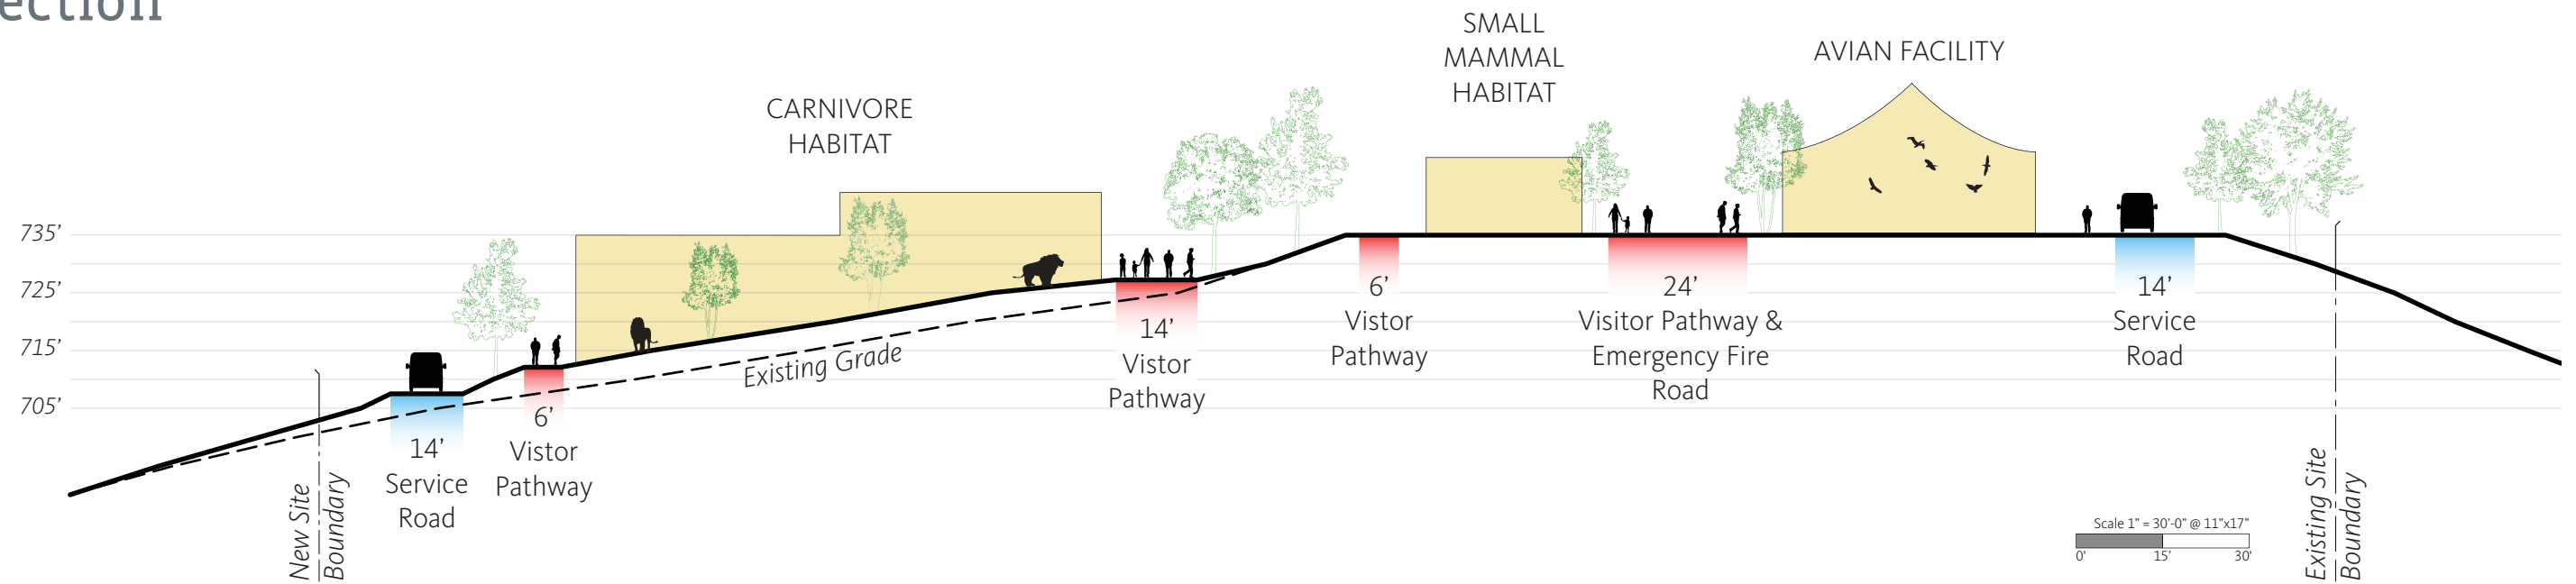 ection
SMALL
MAMMAL
HABITAT
AVIAN FACILITY
CARNIVORE
HABITAT
735’
725’
715’
705’
14’
Service
Road
6’
Vistor
Pathway
Existing Grade
14’
Vistor
Pathway
6’
Vistor
Pathway
24’
Visitor Pathway &
Emergency Fire
Road
14’
Service
Road
New Site
Boundary
Existing Site
Boundary
Scale 1" = 30'-0" @ 11"x17"
0' 15' 30'